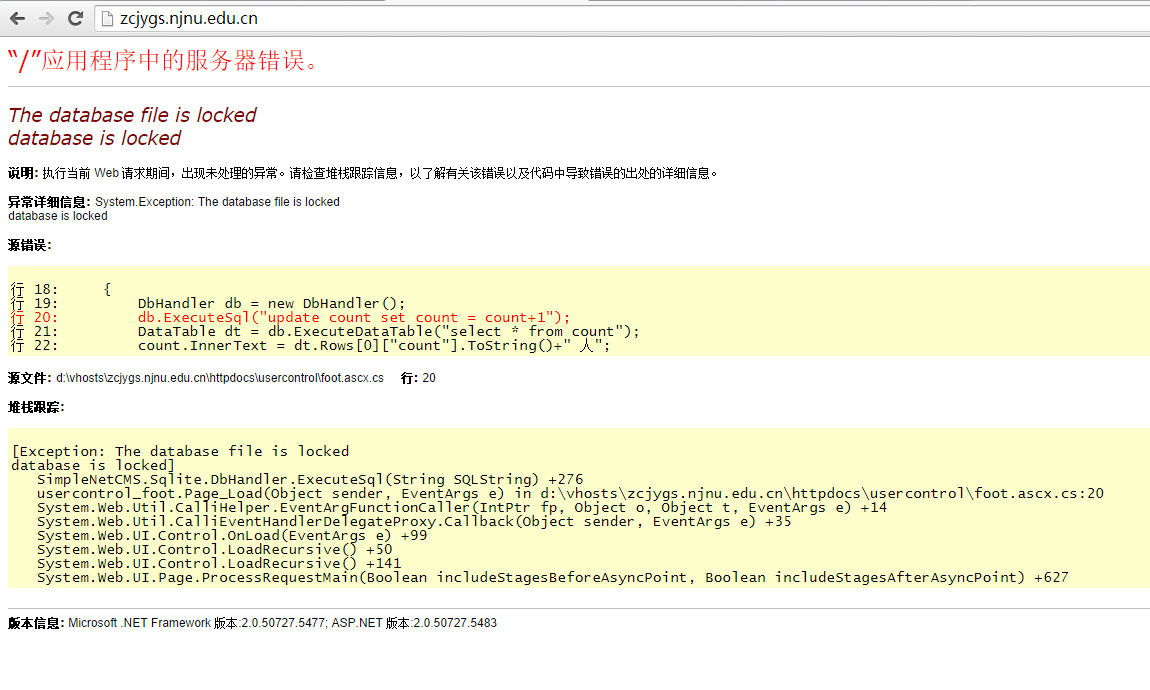 zcjygs.njnu.edu.cn
“/”应用程序中的服务器错误。
The database file is locked
database is locked
说明: 执行当前 Web 请求期间，出现未处理的异常。请检查堆栈跟踪信息，以了解有关该错误以及代码中导致错误的出处的详细信息。
异常详细信息: System.Exception: The database file is locked
database is locked
源错误:
行 18:     {
行 19:         DbHandler db = new DbHandler();
行 20:         db.ExecuteSql("update count set count = count+1");
行 21:         DataTable dt = db.ExecuteDataTable("select * from count");
行 22:         count.InnerText = dt.Rows[0]["count"].ToString()+" 人";
源文件: d:\vhosts\zcjygs.njnu.edu.cn\httpdocs\usercontrol\foot.ascx.cs    行: 20
堆栈跟踪:
[Exception: The database file is locked
database is locked]
   SimpleNetCMS.Sqlite.DbHandler.ExecuteSql(String SQLString) +276
   usercontrol_foot.Page_Load(Object sender, EventArgs e) in d:\vhosts\zcjygs.njnu.edu.cn\httpdocs\usercontrol\foot.ascx.cs:20
   System.Web.Util.CalliHelper.EventArgFunctionCaller(IntPtr fp, Object o, Object t, EventArgs e) +14
   System.Web.Util.CalliEventHandlerDelegateProxy.Callback(Object sender, EventArgs e) +35
   System.Web.UI.Control.OnLoad(EventArgs e) +99
   System.Web.UI.Control.LoadRecursive() +50
   System.Web.UI.Control.LoadRecursive() +141
   System.Web.UI.Page.ProcessRequestMain(Boolean includeStagesBeforeAsyncPoint, Boolean includeStagesAfterAsyncPoint) +627
版本信息: Microsoft .NET Framework 版本:2.0.50727.5477; ASP.NET 版本:2.0.50727.5483